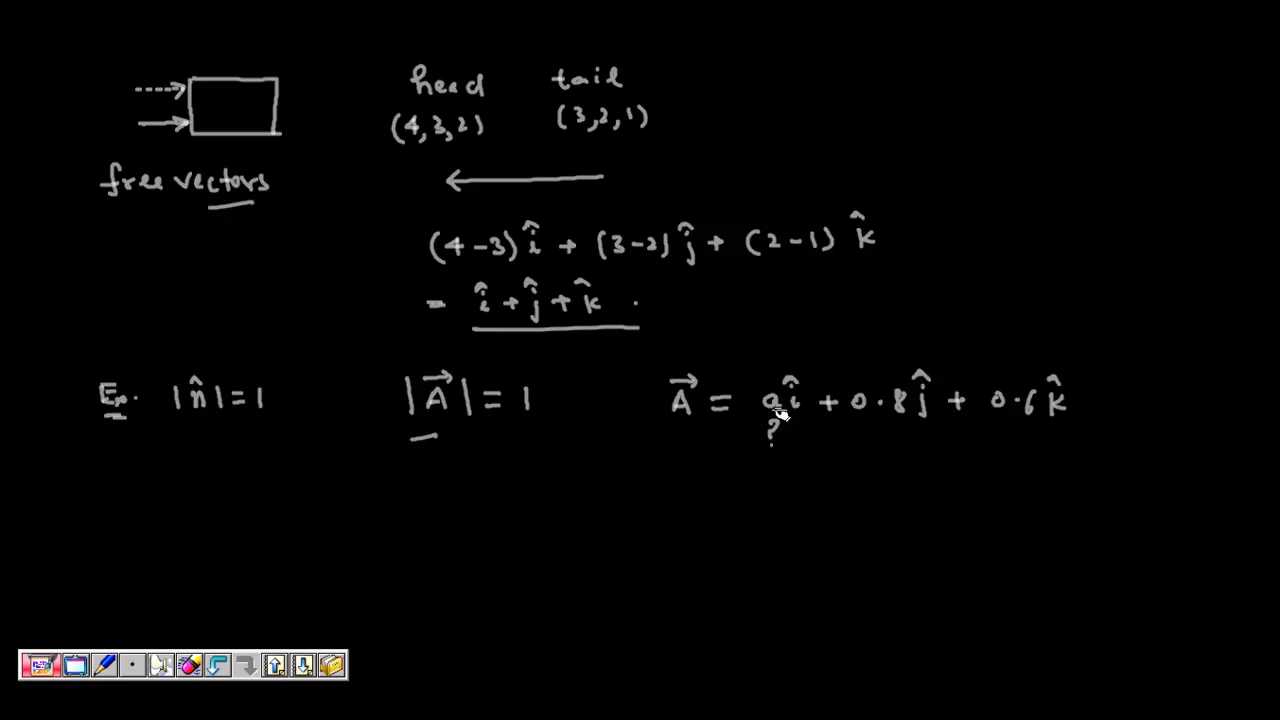 head tail
(4,3,2) (3,2,1)
free vectors
(4-3)î + (3-2)ĵ + (2-1) k̂
= î + ĵ + k̂ .
Ex. |n̂| = 1 |A⃗| = 1 A⃗ = aî + 0.8ĵ + 0.6k̂
?